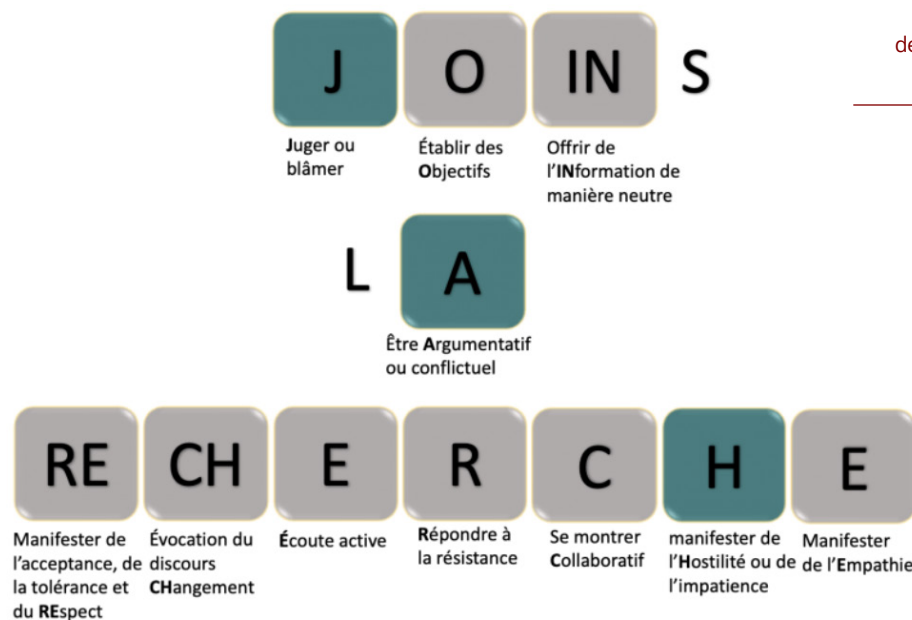 de
J O IN S
Juger ou
blâmer
Établir des
Objectifs
Offrir de
l'INformation de
manière neutre
L A
Être Argumentatif
ou conflictuel
RE CH E R C H E
Manifester de
l'acceptance, de
la tolérance et
du REspect
Évocation du
discours
CHangement
Écoute active
Répondre à
la résistance
Se montrer
Collaboratif
manifester de
l'Hostilité ou de
l'impatience
Manifester
de l'Empathie